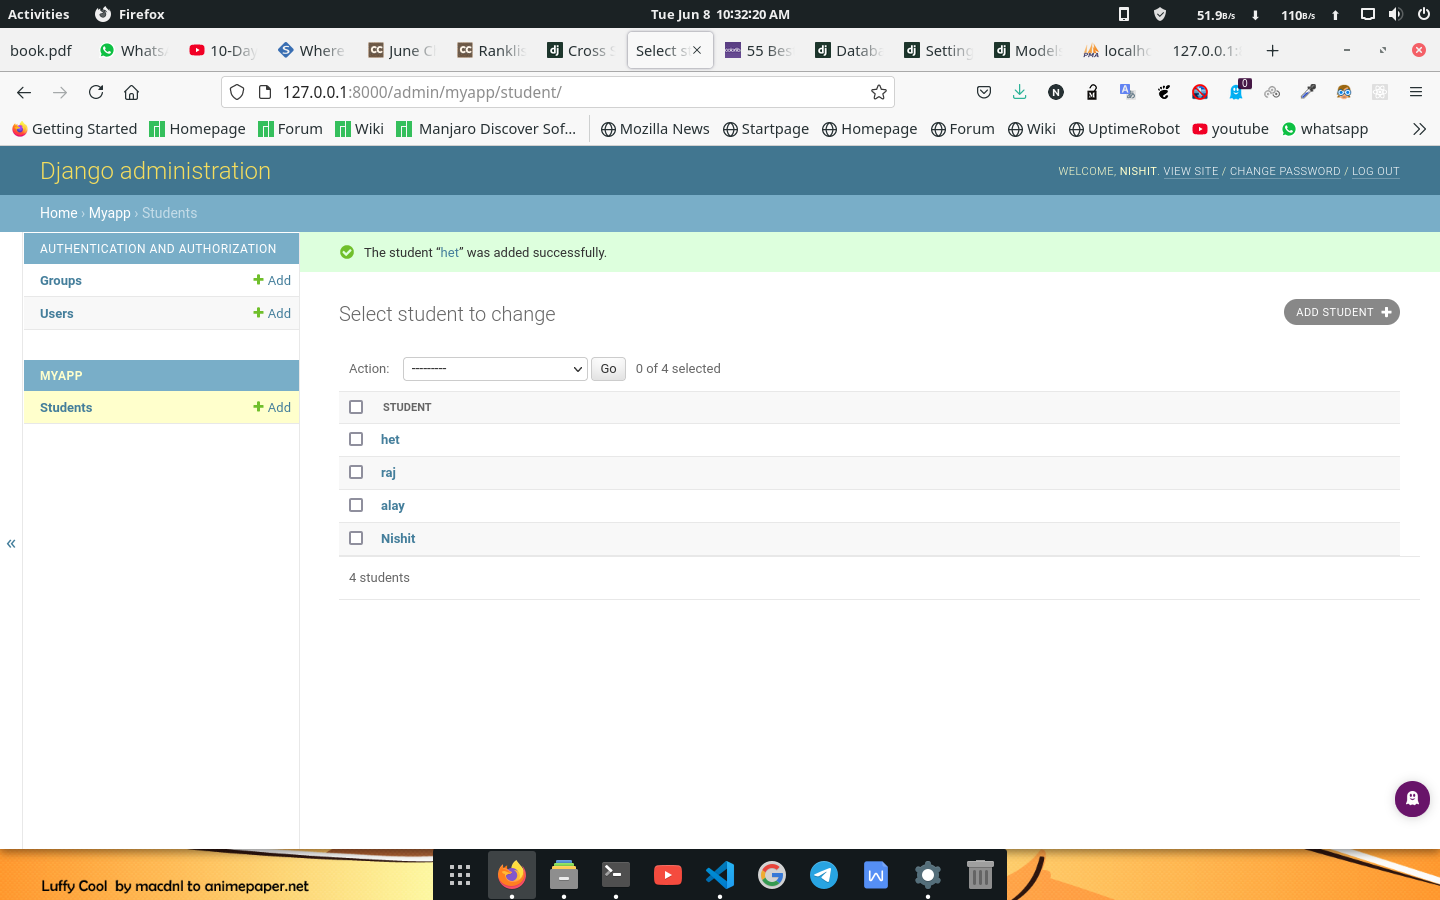 Activities Firefox Tue Jun 8 10:32:20 AM 51.9B/s 110B/s
book.pdf Whats 10-Day Where June C Ranklis Cross S Select s 55 Bes Databa Setting Models PMA localho 127.0.0.1:
127.0.0.1:8000/admin/myapp/student/ 0
Getting Started Homepage Forum Wiki Manjaro Discover Sof... Mozilla News Startpage Homepage Forum Wiki UptimeRobot youtube whatsapp
Django administration WELCOME, NISHIT. VIEW SITE / CHANGE PASSWORD / LOG OUT
Home › Myapp › Students
AUTHENTICATION AND AUTHORIZATION
Groups Add
Users Add
MYAPP
Students Add
«
The student “het” was added successfully.
Select student to change ADD STUDENT
Action: --------- Go 0 of 4 selected
STUDENT
het
raj
alay
Nishit
4 students
Luffy Cool by macdnl to animepaper.net